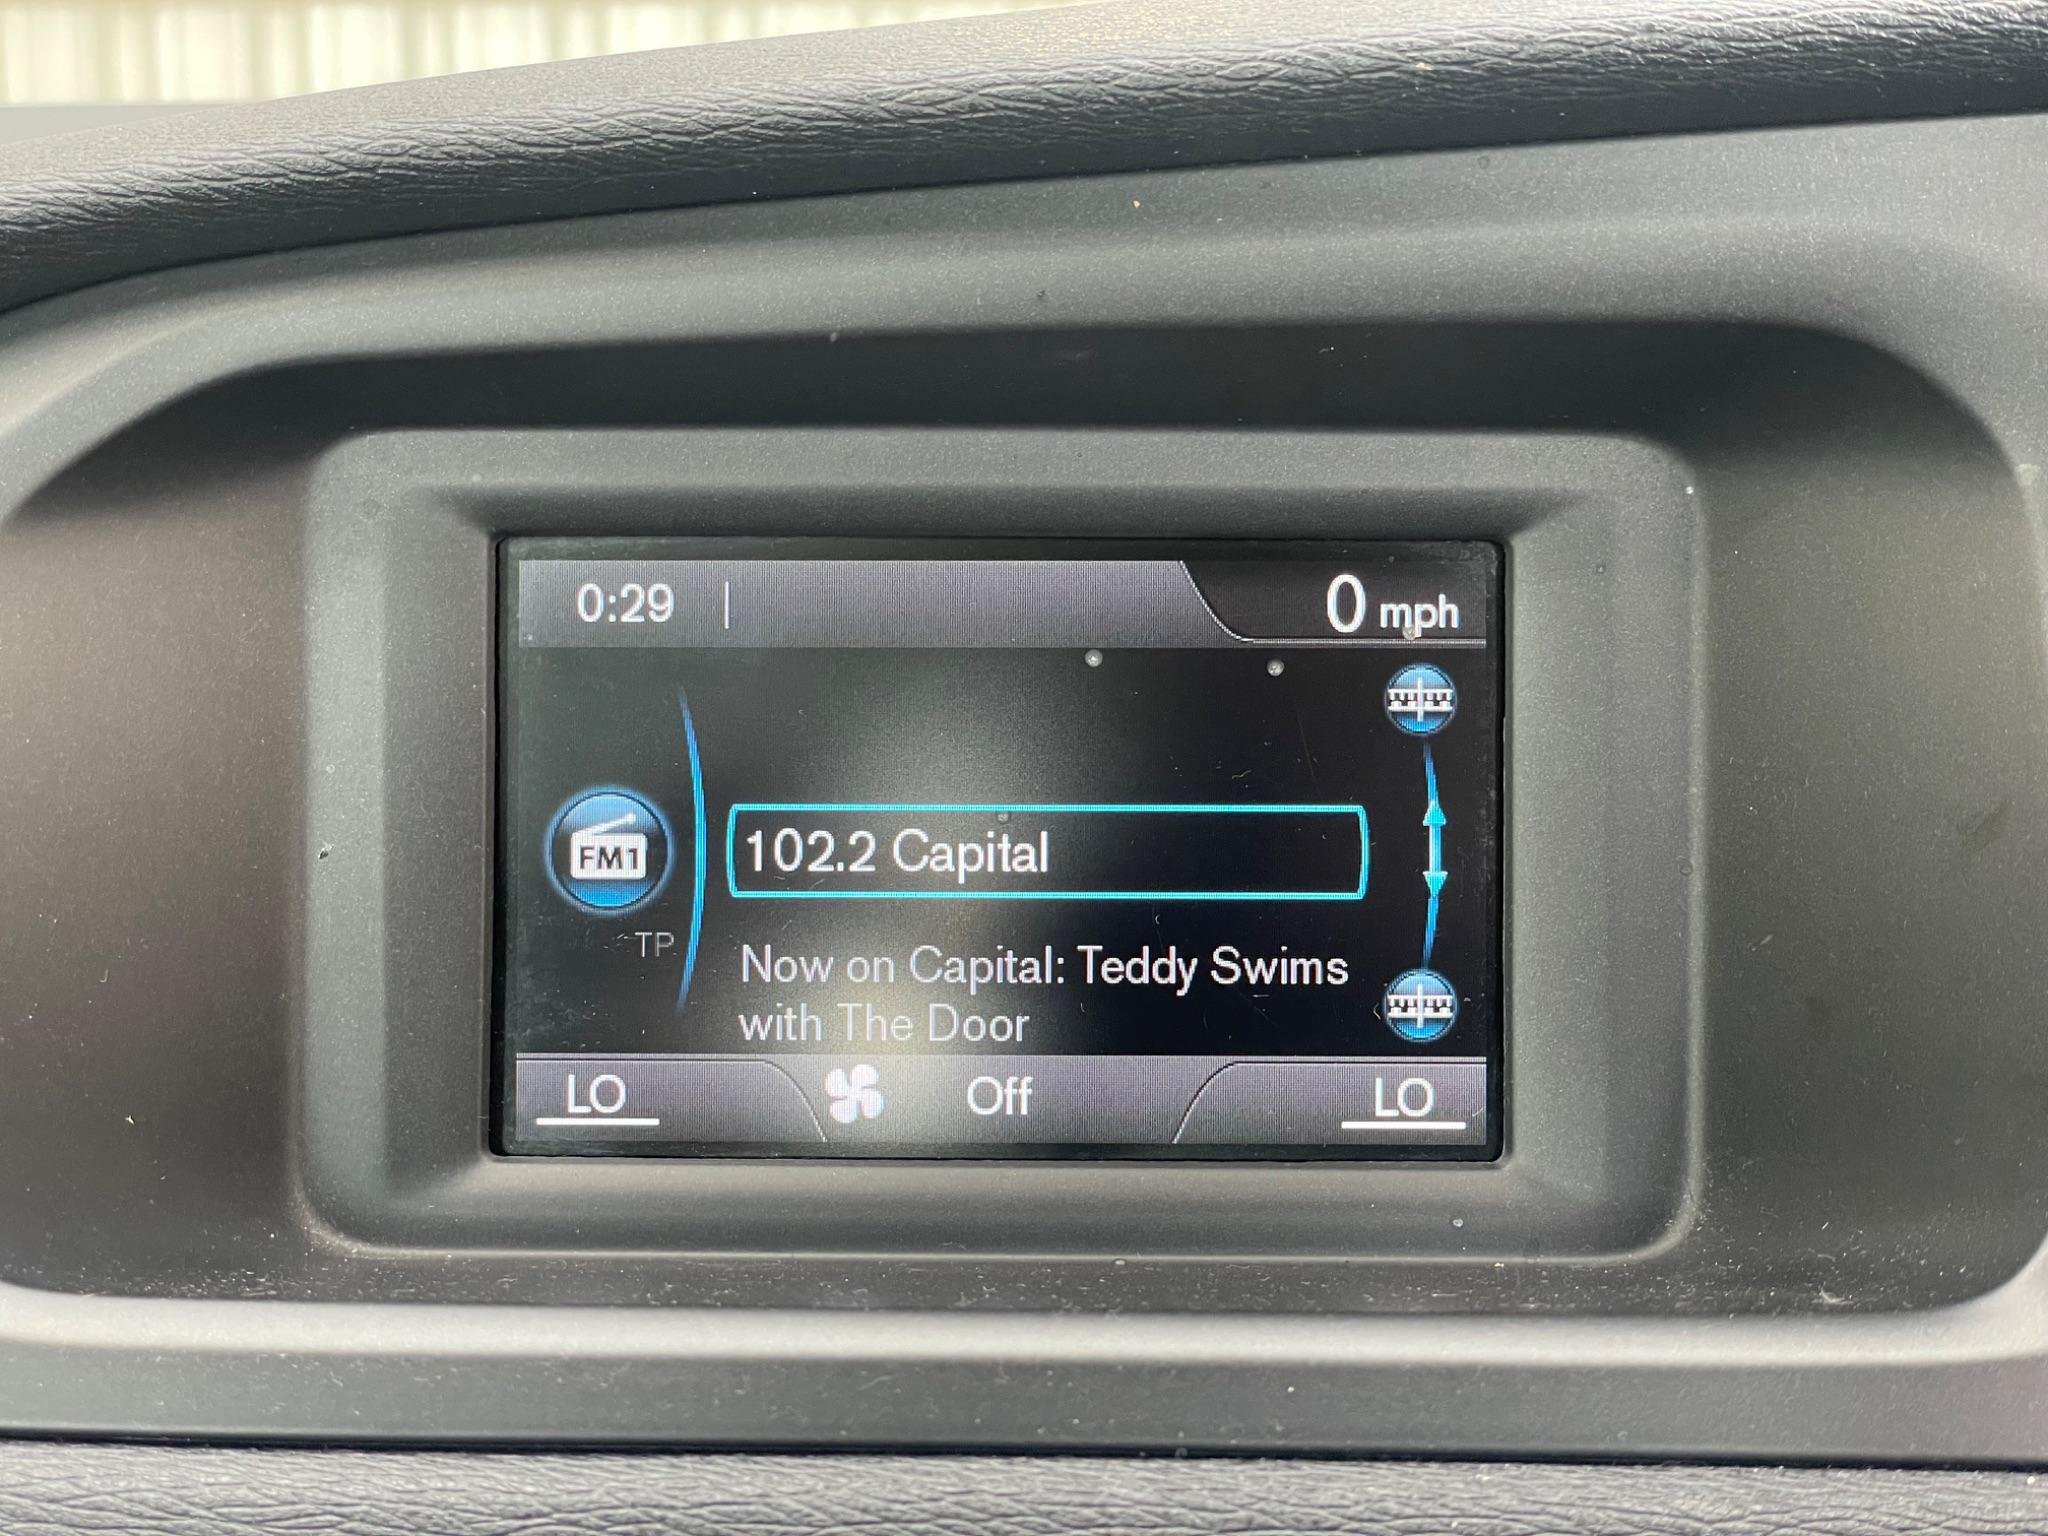 0:29
0 mph
102.2 Capital
FM1
TP
Now on Capital: Teddy Swims
with The Door
LO Off LO